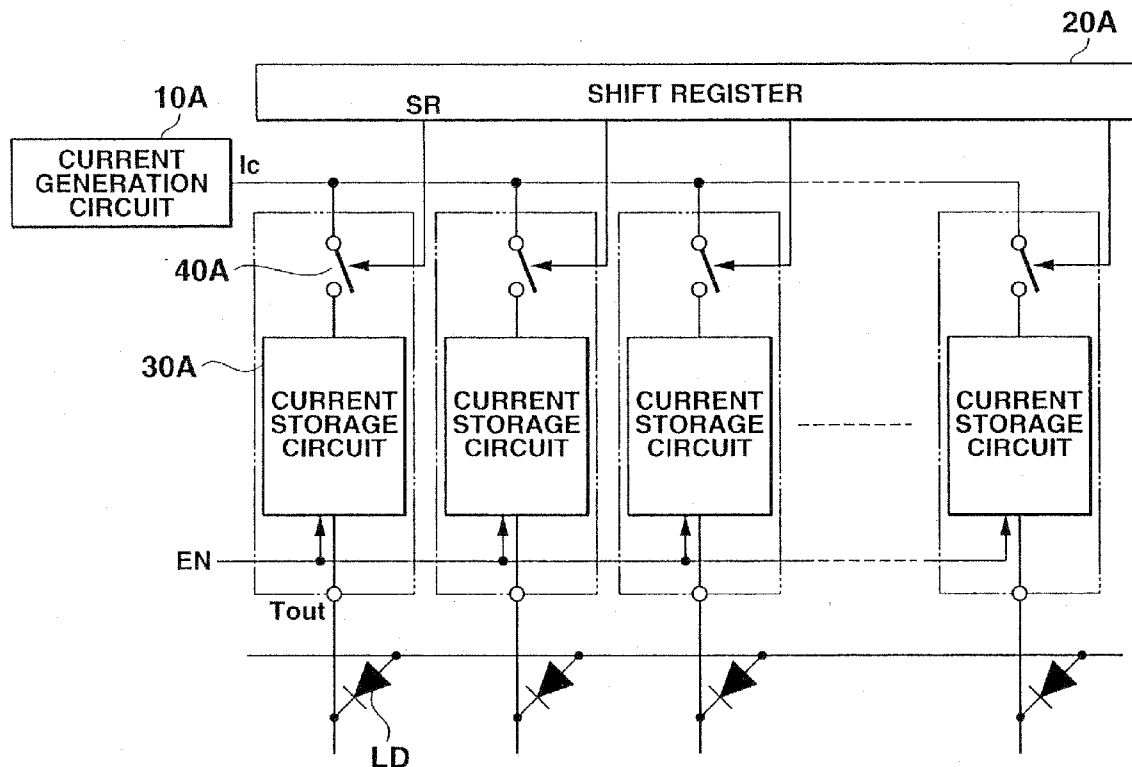 20A
SHIFT REGISTER
SR
10A
CURRENT
GENERATION
CIRCUIT
Ic
40A
30A
CURRENT
STORAGE
CIRCUIT
CURRENT
STORAGE
CIRCUIT
CURRENT
STORAGE
CIRCUIT
CURRENT
STORAGE
CIRCUIT
EN
Tout
LD